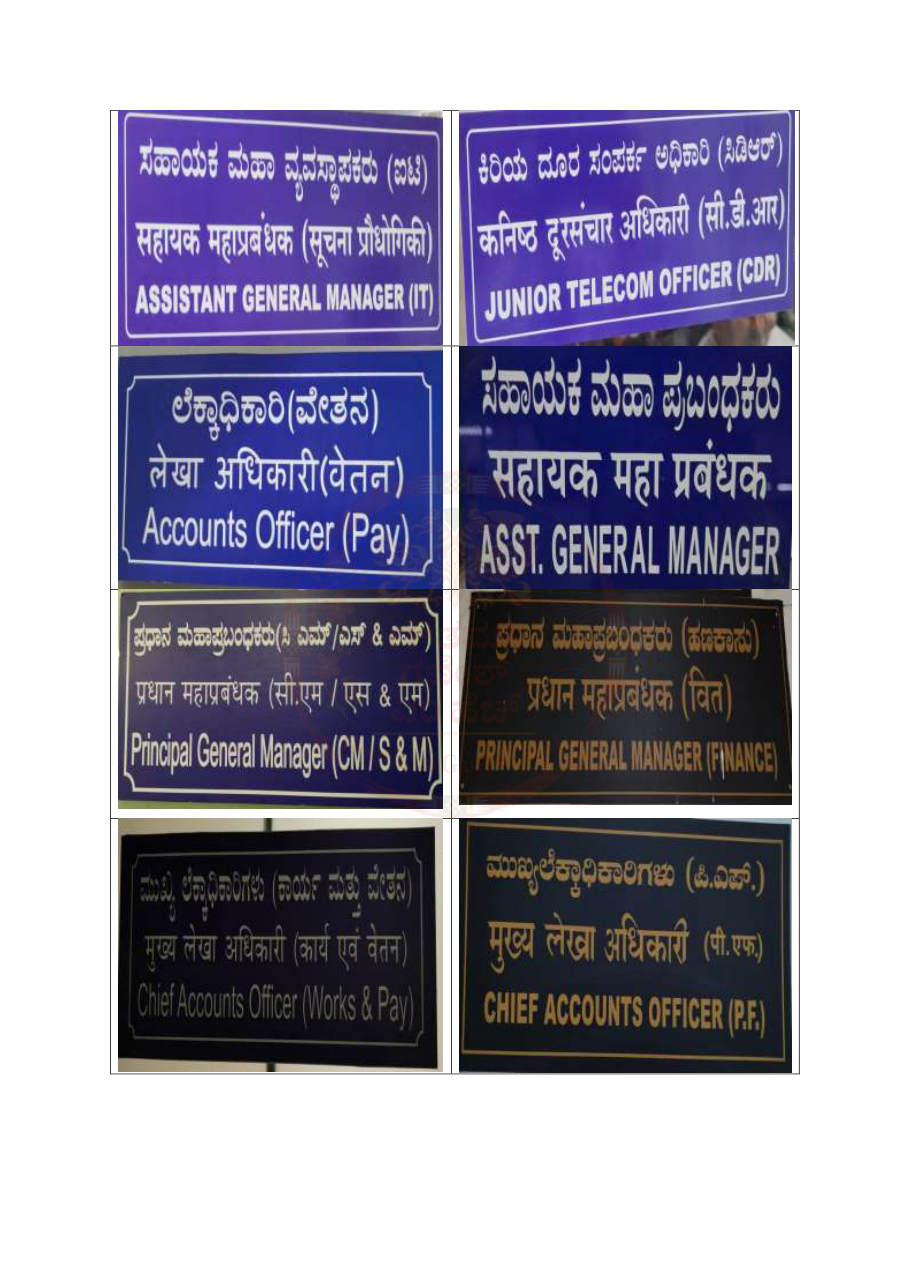 ಸಹಾಯಕ ಮಹಾ ವ್ಯವಸ್ಥಾಪಕರು (ಐಟಿ)
सहायक महाप्रबंधक (सूचना प्रौधोगिकी)
ASSISTANT GENERAL MANAGER (IT)
ಕಿರಿಯ ದೂರ ಸಂಪರ್ಕ ಅಧಿಕಾರಿ (ಸಿಡಿಆರ್)
कनिष्ठ दूरसंचार अधिकारी (सी.डी.आर)
JUNIOR TELECOM OFFICER (CDR)
ಲೆಕ್ಕಾಧಿಕಾರಿ(ವೇತನ)
लेखा अधिकारी(वेतन)
Accounts Officer (Pay)
ಸಹಾಯಕ ಮಹಾ ಪ್ರಬಂಧಕರು
सहायक महा प्रबंधक
ASST. GENERAL MANAGER
ಪ್ರಧಾನ ಮಹಾಪ್ರಬಂಧಕರು(ಸಿ ಎಮ್/ಎಸ್ & ಎಮ್)
प्रधान महाप्रबंधक (सी.एम / एस & एम)
Principal General Manager (CM / S & M)
ಪ್ರಧಾನ ಮಹಾಪ್ರಬಂಧಕರು (ಹಣಕಾಸು)
प्रधान महाप्रबंधक (वित)
PRINCIPAL GENERAL MANAGER (FINANCE)
ಮುಖ್ಯ ಲೆಕ್ಕಾಧಿಕಾರಿಗಳು (ಕಾರ್ಯ ಮತ್ತು ವೇತನ)
मुख्य लेखा अधिकारी (कार्य एवं वेतन)
Chief Accounts Officer (Works & Pay)
ಮುಖ್ಯಲೆಕ್ಕಾಧಿಕಾರಿಗಳು (ಪಿ.ಎಫ್.)
मुख्य लेखा अधिकारी (पी.एफ.)
CHIEF ACCOUNTS OFFICER (P.F.)